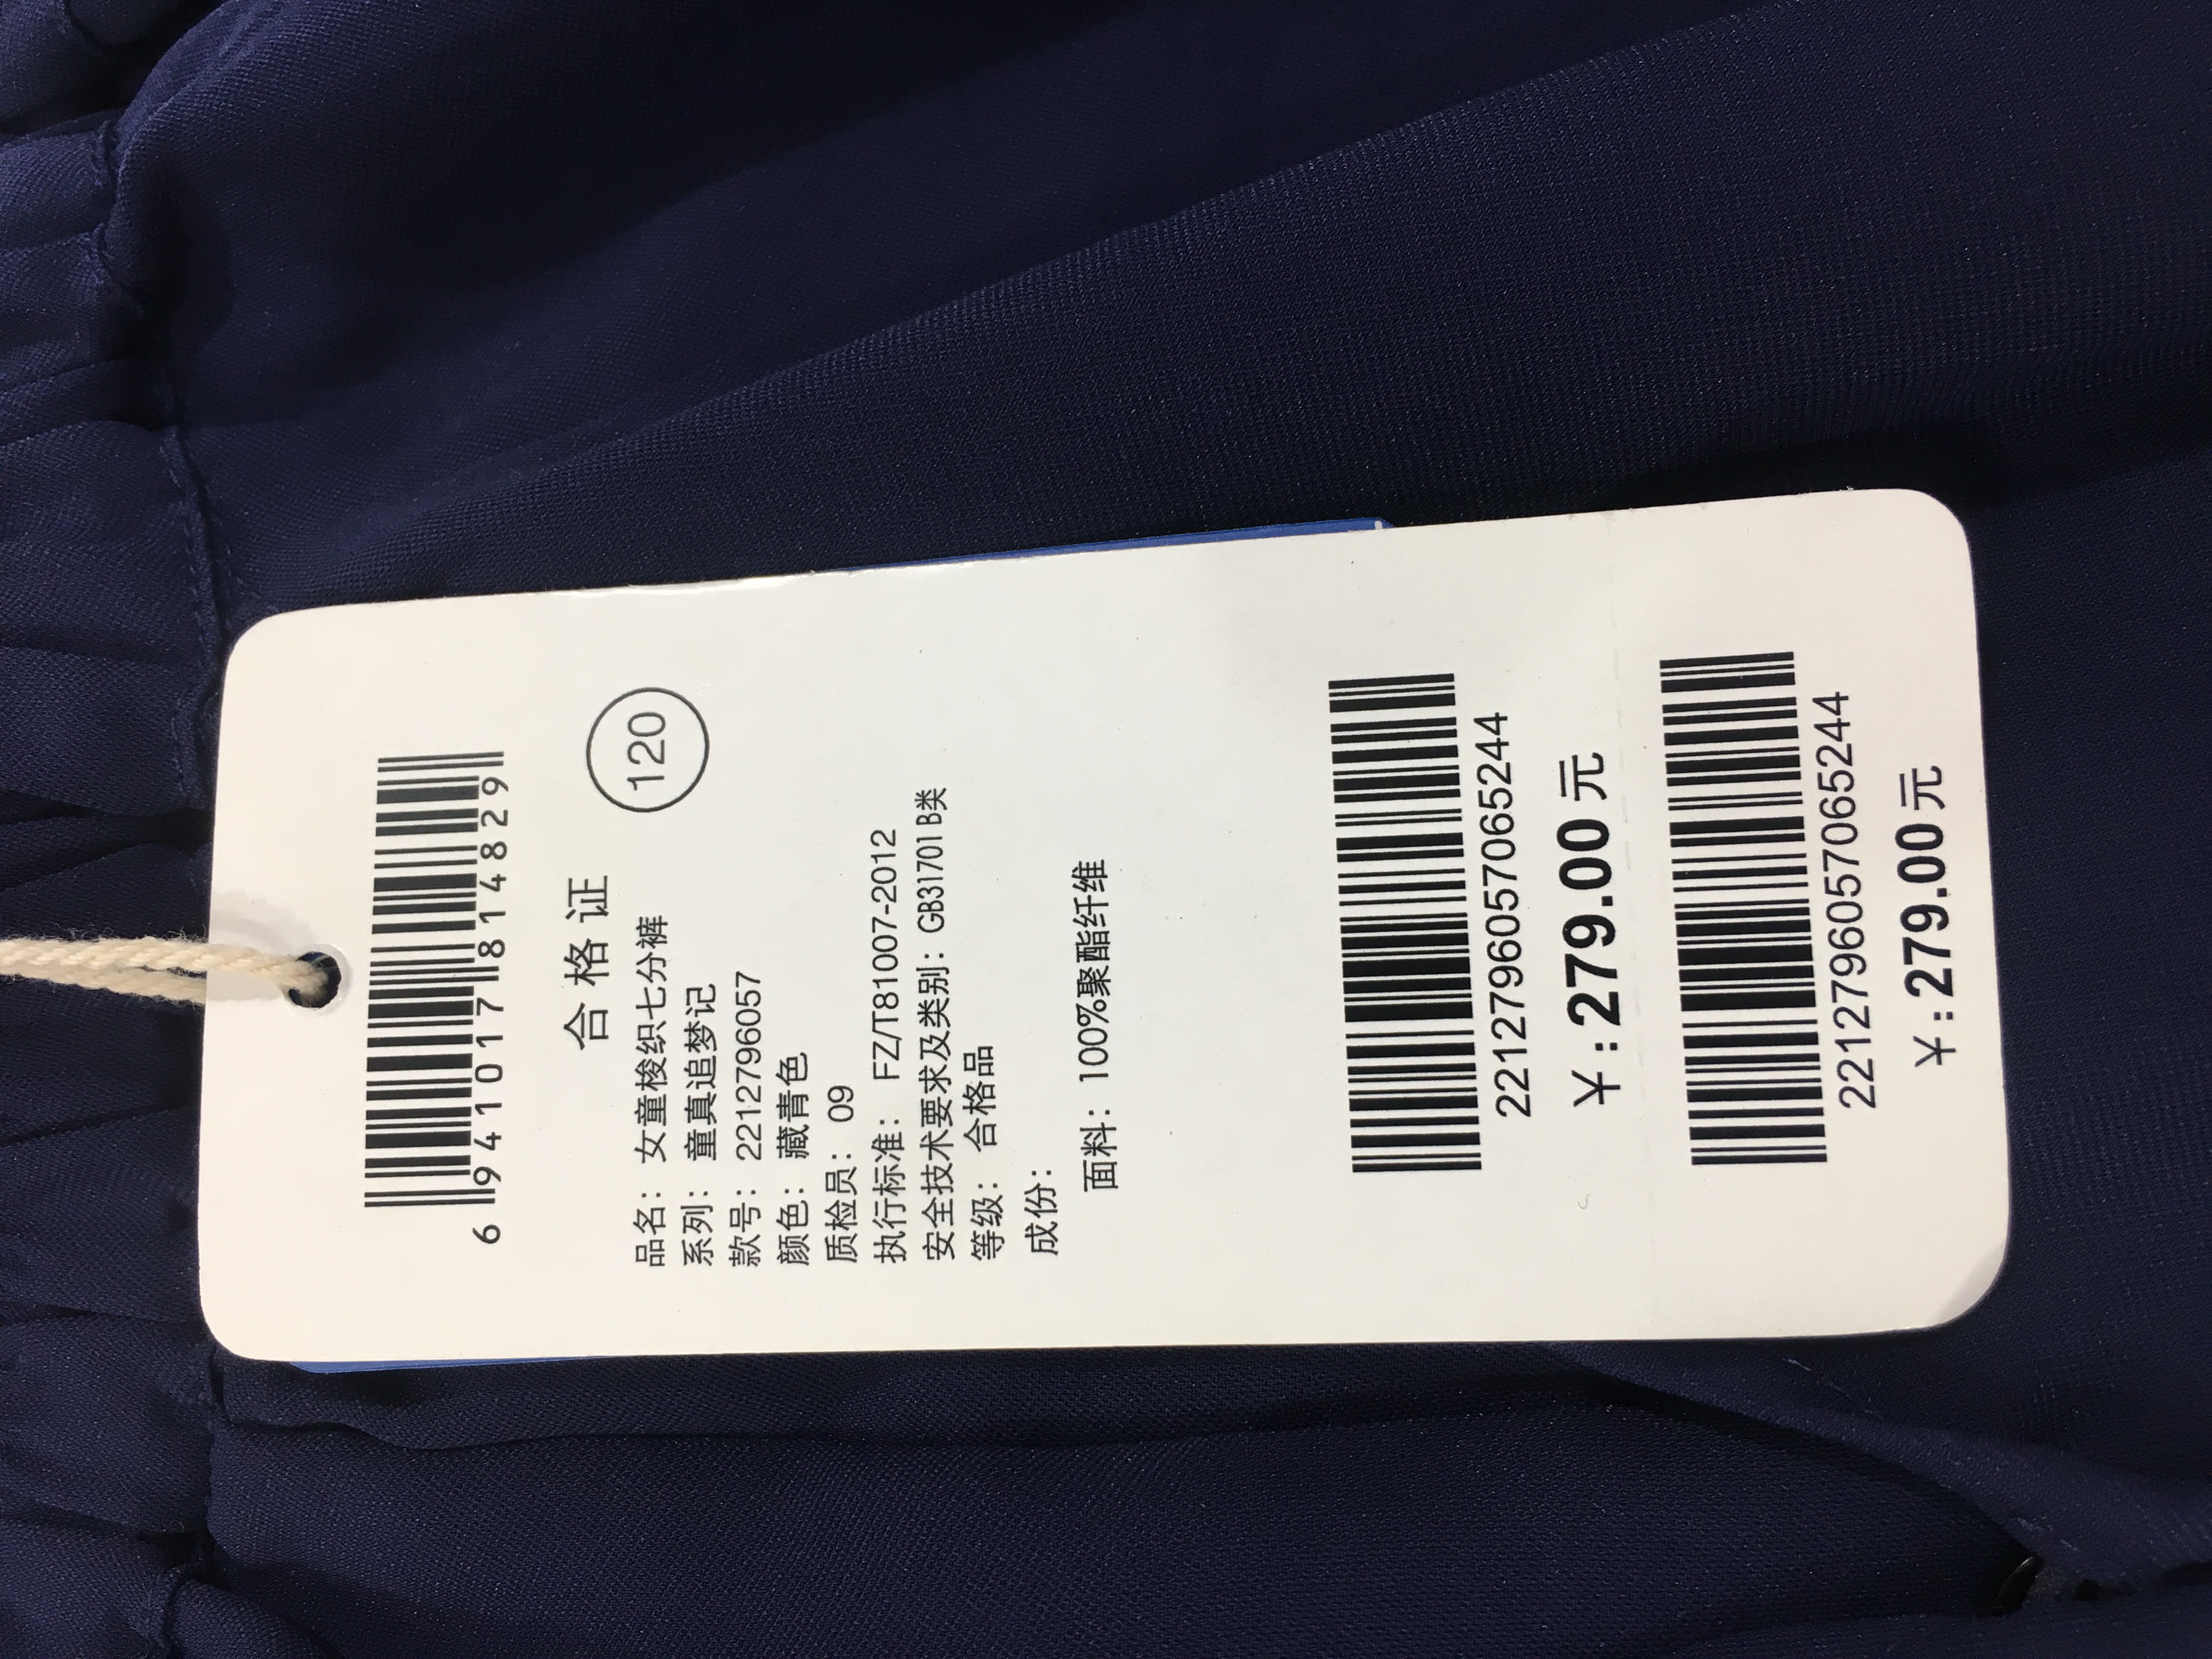 6 941017 814829
合格证
120
品名: 女童梭织七分裤
系列: 童真追梦记
款号: 2212796057
颜色: 藏青色
质检员: 09
执行标准: FZ/T81007-2012
安全技术要求及类别: GB31701 B类
等级: 合格品
成份:
面料: 100%聚酯纤维
2212796057065244
¥:279.00元
2212796057065244
¥:279.00元